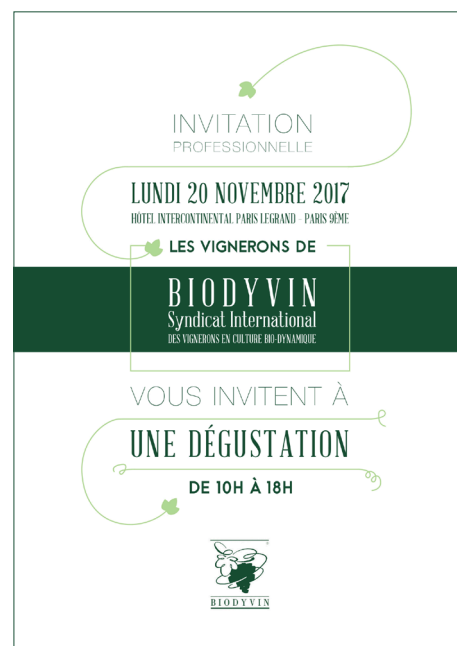 INVITATION
PROFESSIONNELLE
LUNDI 20 NOVEMBRE 2017
HÔTEL INTERCONTINENTAL PARIS LEGRAND - PARIS 9ÈME
LES VIGNERONS DE
BIODYVIN
Syndicat International
DES VIGNERONS EN CULTURE BIO-DYNAMIQUE
VOUS INVITENT À
UNE DÉGUSTATION
DE 10H À 18H
BIODYVIN